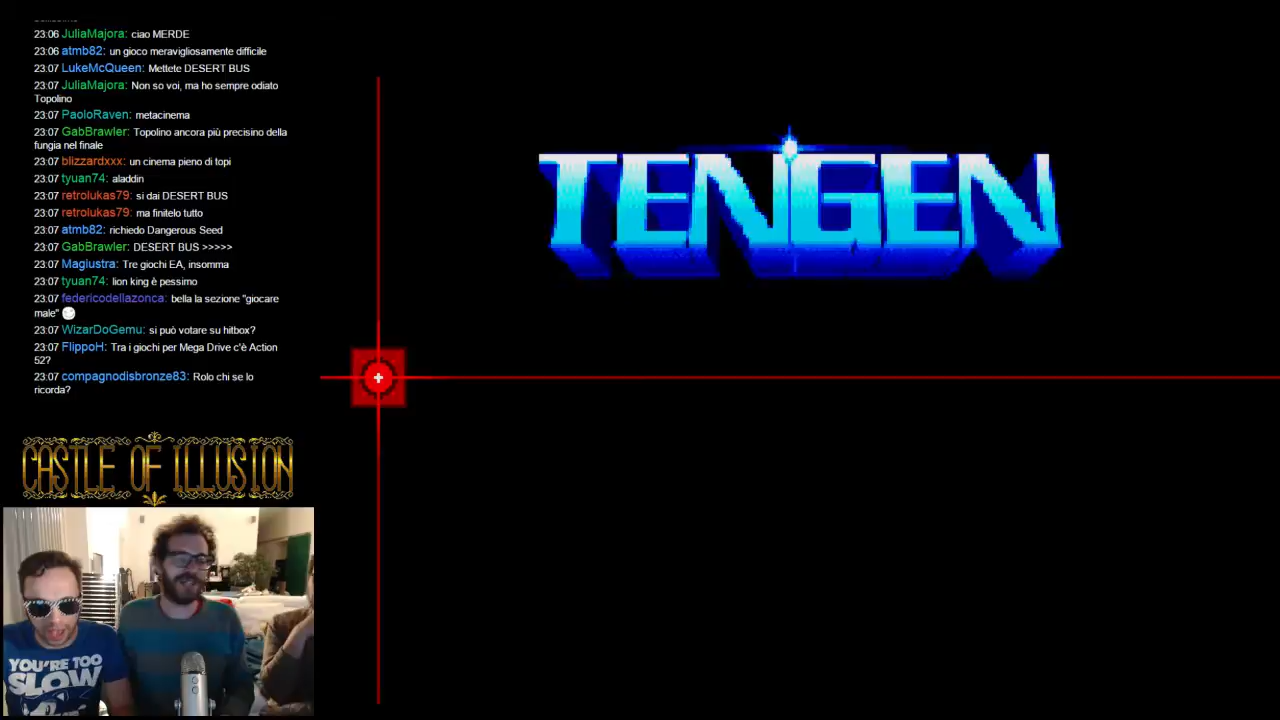 23:06 JuliaMajora: ciao MERDE
23:06 atmb82: un gioco meravigliosamente difficile
23:07 LukeMcQueen: Mettete DESERT BUS
23:07 JuliaMajora: Non so voi, ma ho sempre odiato
Topolino
23:07 PaoloRaven: metacinema
23:07 GabBrawler: Topolino ancora più precisino della
fungia nel finale
23:07 blizzardxxx: un cinema pieno di topi
23:07 tyuan74: aladdin
23:07 retrolukas79: si dai DESERT BUS
23:07 retrolukas79: ma finitelo tutto
23:07 atmb82: richiedo Dangerous Seed
23:07 GabBrawler: DESERT BUS >>>>>
23:07 Magiustra: Tre giochi EA, insomma
23:07 tyuan74: lion king è pessimo
23:07 federicodellazonca: bella la sezione "giocare
male"
23:07 WizarDoGemu: si può votare su hitbox?
23:07 FlippoH: Tra i giochi per Mega Drive c'è Action
52?
23:07 compagnodisbronze83: Rolo chi se lo
ricorda?
TENGEN
CASTLE OF ILLUSION
YOU'RE TOO
SLOW